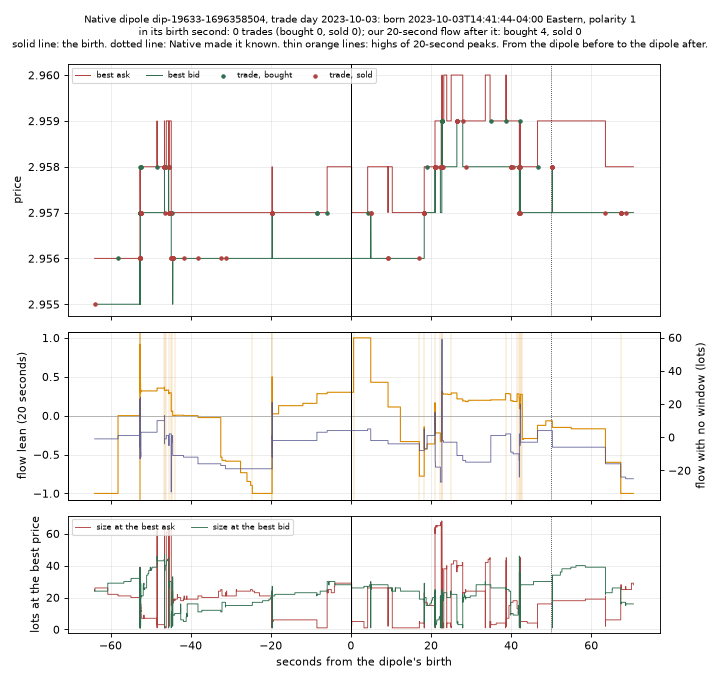 Native dipole dip-19633-1696358504, trade day 2023-10-03: born 2023-10-03T14:41:44-04:00 Eastern, polarity 1
in its birth second: 0 trades (bought 0, sold 0); our 20-second flow after it: bought 4, sold 0
solid line: the birth. dotted line: Native made it known. thin orange lines: highs of 20-second peaks. From the dipole before to the dipole after.
best ask best bid trade, bought trade, sold
2.960
2.959
2.958
2.957
2.956
2.955
price
1.0
0.5
0.0
−0.5
−1.0
flow lean (20 seconds)
60
40
20
0
−20
flow with no window (lots)
size at the best ask size at the best bid
60
40
20
0
lots at the best price
−60 −40 −20 0 20 40 60
seconds from the dipole's birth